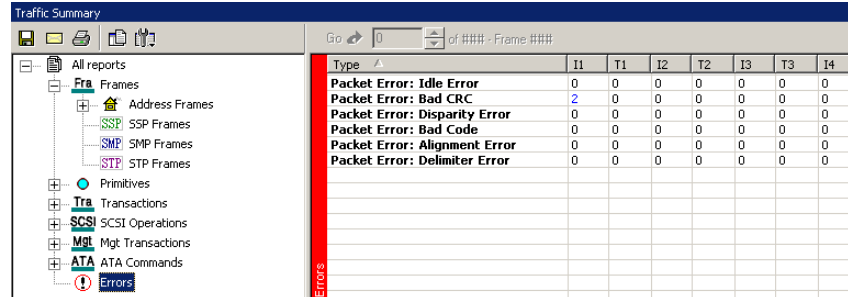 Traffic Summary
Go 0 of ### - Frame ###
All reports
Fra Frames
Address Frames
SSP SSP Frames
SMP SMP Frames
STP STP Frames
Primitives
Tra Transactions
SCSI SCSI Operations
Mgt Mgt Transactions
ATA ATA Commands
Errors
Errors
Type I1 T1 I2 T2 I3 T3 I4
Packet Error: Idle Error 0 0 0 0 0 0 0
Packet Error: Bad CRC 2 0 0 0 0 0 0
Packet Error: Disparity Error 0 0 0 0 0 0 0
Packet Error: Bad Code 0 0 0 0 0 0 0
Packet Error: Alignment Error 0 0 0 0 0 0 0
Packet Error: Delimiter Error 0 0 0 0 0 0 0